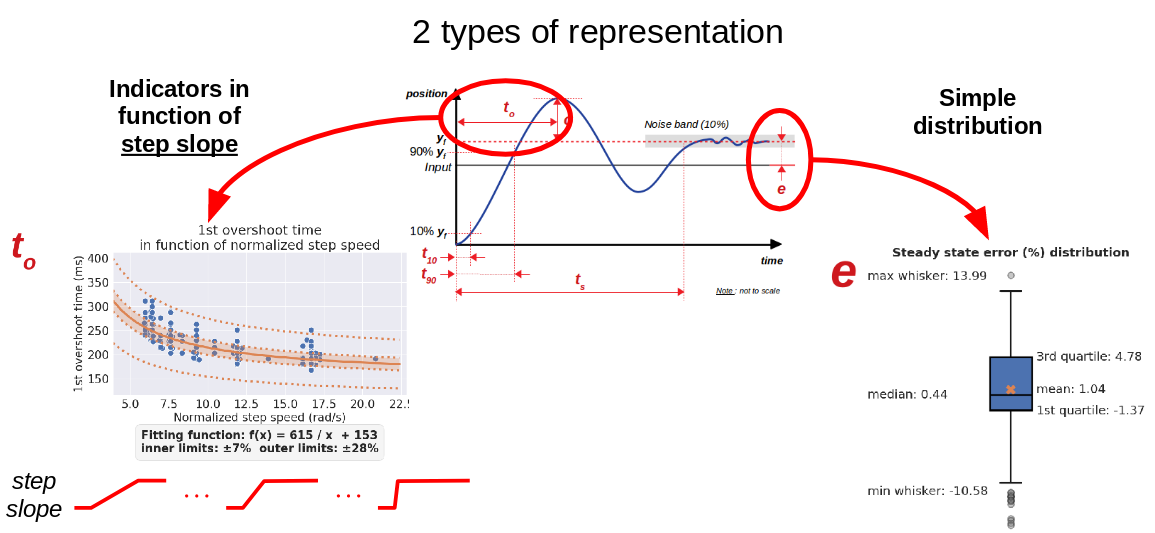 2 types of representation
Indicators in
function of
step slope
Simple
distribution
position
t_o
o
Noise band (10%)
y_f
90% y_f
Input
e
10% y_f
t_10
t_90
t_s
time
Note : not to scale
t_o
1st overshoot time
in function of normalized step speed
1st overshoot time (ms)
400
350
300
250
200
150
5.0 7.5 10.0 12.5 15.0 17.5 20.0 22.5
Normalized step speed (rad/s)
Fitting function: f(x) = 615 / x + 153
inner limits: ±7% outer limits: ±28%
step
slope
...
...
e
Steady state error (%) distribution
max whisker: 13.99
3rd quartile: 4.78
mean: 1.04
median: 0.44
1st quartile: -1.37
min whisker: -10.58